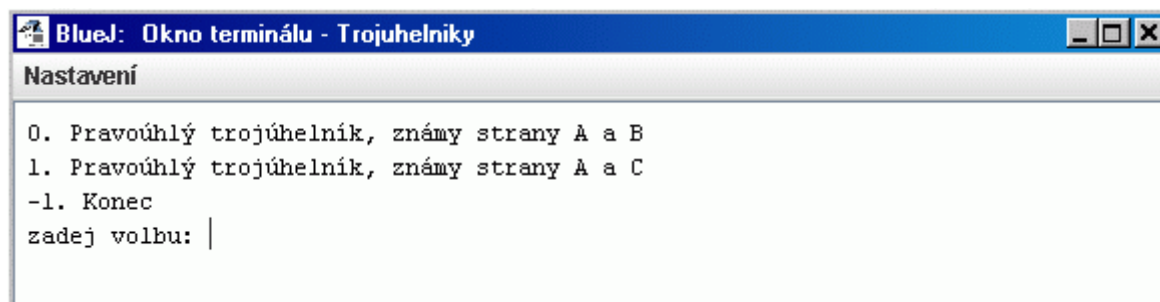 BlueJ: Okno terminálu - Trojuhelniky
Nastavení
0. Pravoúhlý trojúhelník, známy strany A a B
1. Pravoúhlý trojúhelník, známy strany A a C
-1. Konec
zadej volbu: